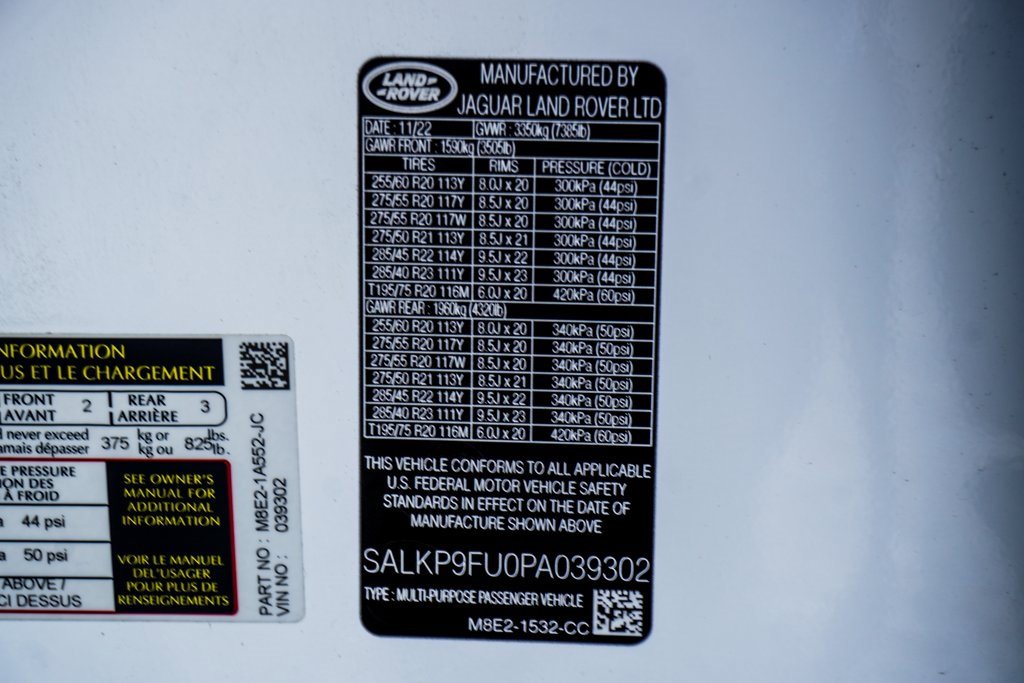 LAND ROVER
MANUFACTURED BY
JAGUAR LAND ROVER LTD
DATE : 11/22 GVWR : 3350kg (7385lb)
GAWR FRONT : 1590kg (3505lb)
TIRES RIMS PRESSURE (COLD)
255/60 R20 113Y 8.0J x 20 300kPa (44psi)
275/55 R20 117Y 8.5J x 20 300kPa (44psi)
275/55 R20 117W 8.5J x 20 300kPa (44psi)
275/50 R21 113Y 8.5J x 21 300kPa (44psi)
285/45 R22 114Y 9.5J x 22 300kPa (44psi)
285/40 R23 111Y 9.5J x 23 300kPa (44psi)
T195/75 R20 116M 6.0J x 20 420kPa (60psi)
GAWR REAR : 1960kg (4320lb)
255/60 R20 113Y 8.0J x 20 340kPa (50psi)
275/55 R20 117Y 8.5J x 20 340kPa (50psi)
275/55 R20 117W 8.5J x 20 340kPa (50psi)
275/50 R21 113Y 8.5J x 21 340kPa (50psi)
285/45 R22 114Y 9.5J x 22 340kPa (50psi)
285/40 R23 111Y 9.5J x 23 340kPa (50psi)
T195/75 R20 116M 6.0J x 20 420kPa (60psi)
THIS VEHICLE CONFORMS TO ALL APPLICABLE
U.S. FEDERAL MOTOR VEHICLE SAFETY
STANDARDS IN EFFECT ON THE DATE OF
MANUFACTURE SHOWN ABOVE
SALKP9FU0PA039302
TYPE : MULTI-PURPOSE PASSENGER VEHICLE
M8E2-1532-CC
NFORMATION
US ET LE CHARGEMENT
FRONT AVANT 2 REAR ARRIÈRE 3
l never exceed
amais dépasser 375 kg or kg ou 825 lbs. lb.
E PRESSURE
ION DES
À FROID
a 44 psi
a 50 psi
ABOVE /
CI DESSUS
SEE OWNER'S
MANUAL FOR
ADDITIONAL
INFORMATION
VOIR LE MANUEL
DEL'USAGER
POUR PLUS DE
RENSEIGNEMENTS
PART NO : M8E2-1A552-JC
VIN NO : 039302